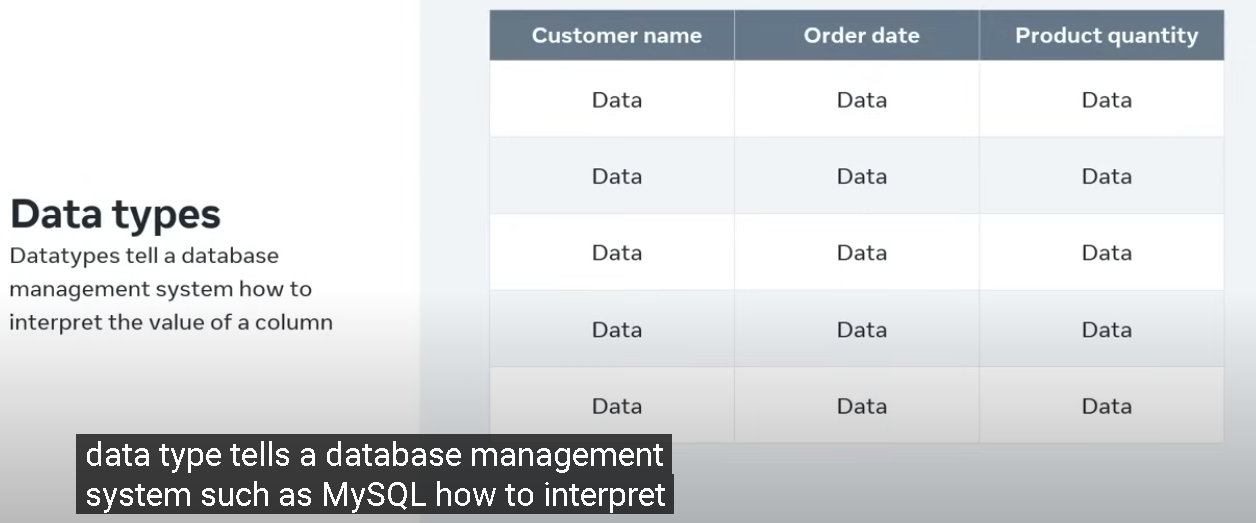 Data types
Datatypes tell a database
management system how to
interpret the value of a column
Customer name Order date Product quantity
Data Data Data
Data Data Data
Data Data Data
Data Data Data
Data Data Data
data type tells a database management
system such as MySQL how to interpret